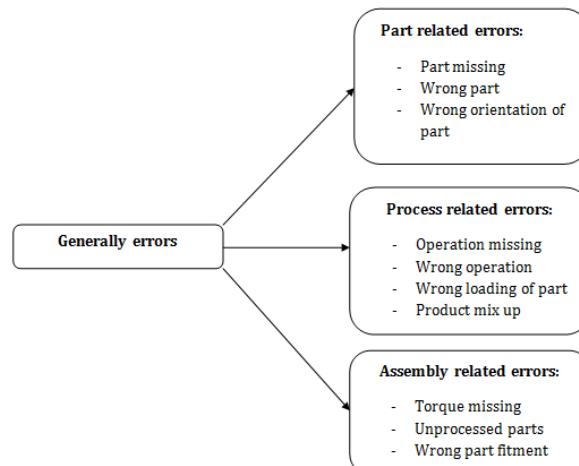 Part related errors:
- Part missing
- Wrong part
- Wrong orientation of
part
Generally errors
Process related errors:
- Operation missing
- Wrong operation
- Wrong loading of part
- Product mix up
Assembly related errors:
- Torque missing
- Unprocessed parts
- Wrong part fitment